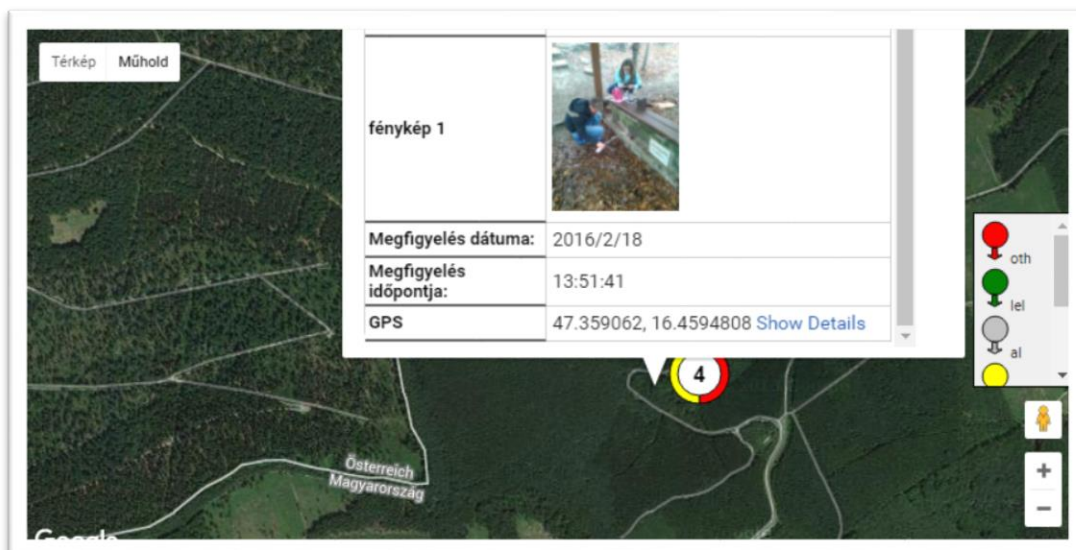 Térkép Műhold
fénykép 1
Megfigyelés dátuma: 2016/2/18
Megfigyelés
időpontja: 13:51:41
GPS 47.359062, 16.4594808 Show Details
oth
lel
al
4
Österreich
Magyarország
+
−
Google